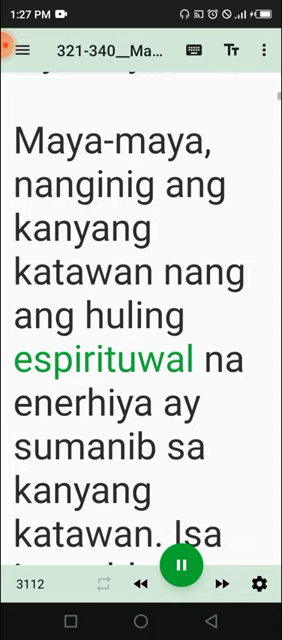 1:27 PM
321-340__Ma...
Maya-maya,
nanginig ang
kanyang
katawan nang
ang huling
espirituwal na
enerhiya ay
sumanib sa
kanyang
katawan. Isa
3112